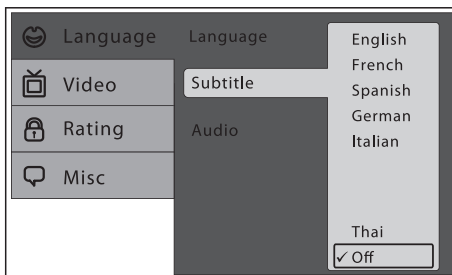 Language
Video
Rating
Misc
Language
Subtitle
Audio
English
French
Spanish
German
Italian
Thai
✓ Off